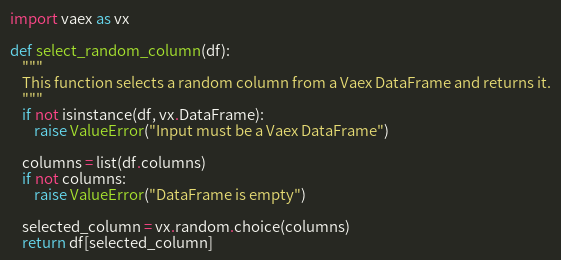 import vaex as vx
def select_random_column(df):
"""
This function selects a random column from a Vaex DataFrame and returns it.
"""
if not isinstance(df, vx.DataFrame):
raise ValueError("Input must be a Vaex DataFrame")
columns = list(df.columns)
if not columns:
raise ValueError("DataFrame is empty")
selected_column = vx.random.choice(columns)
return df[selected_column]